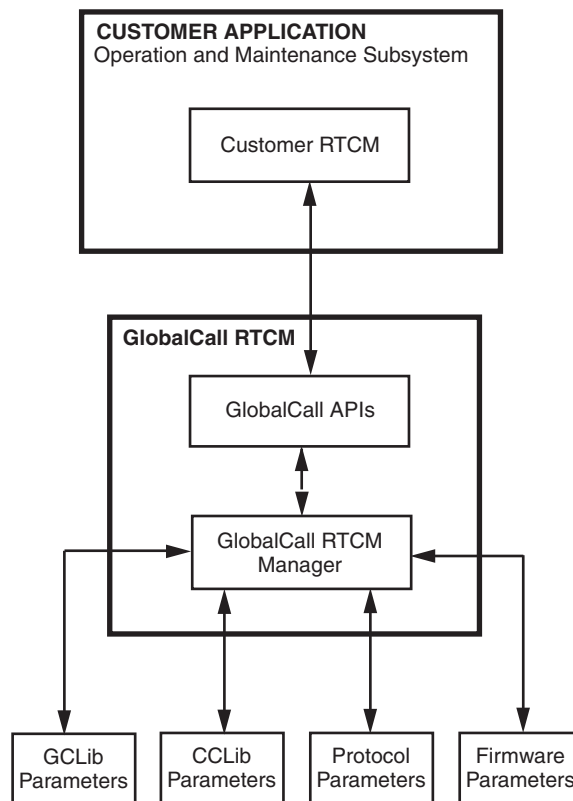 CUSTOMER APPLICATION
Operation and Maintenance Subsystem
Customer RTCM
GlobalCall RTCM
GlobalCall APIs
GlobalCall RTCM
Manager
GCLib
Parameters
CCLib
Parameters
Protocol
Parameters
Firmware
Parameters